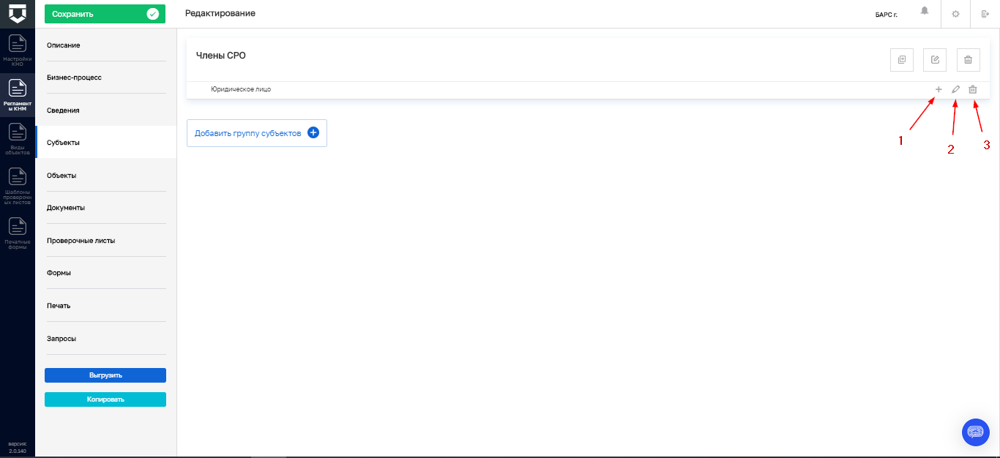 Сохранить
Редактирование
БАРС г.
Настройки
КНО
Регламент
ы КНМ
Виды
объектов
Шаблоны
проверочн
ых листов
Печатные
формы
версия:
2.0.140
Описание
Бизнес-процесс
Сведения
Субъекты
Объекты
Документы
Проверочные листы
Формы
Печать
Запросы
Выгрузить
Копировать
Члены СРО
Юридическое лицо
Добавить группу субъектов
1
2
3